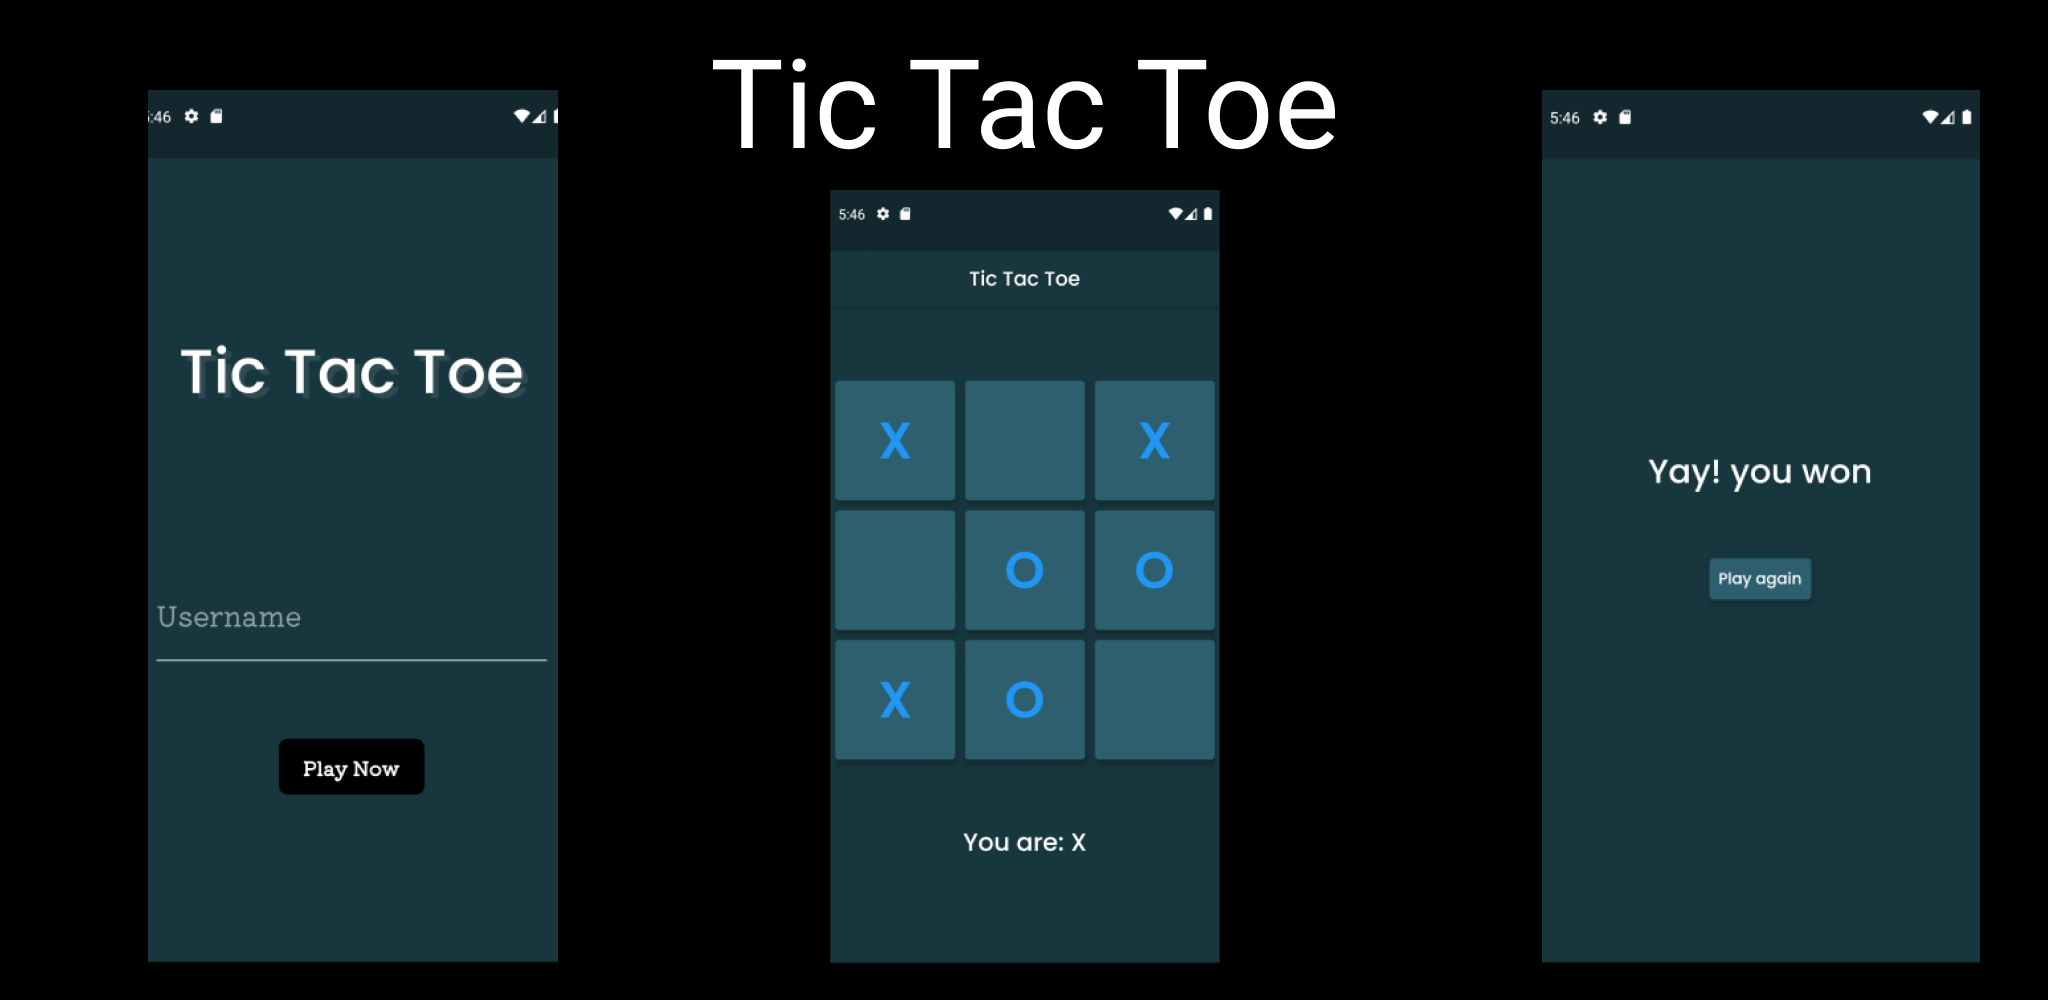 Tic Tac Toe
:46
Tic Tac Toe
Username
Play Now
5:46
Tic Tac Toe
X X
O O
X O
You are: X
5:46
Yay! you won
Play again